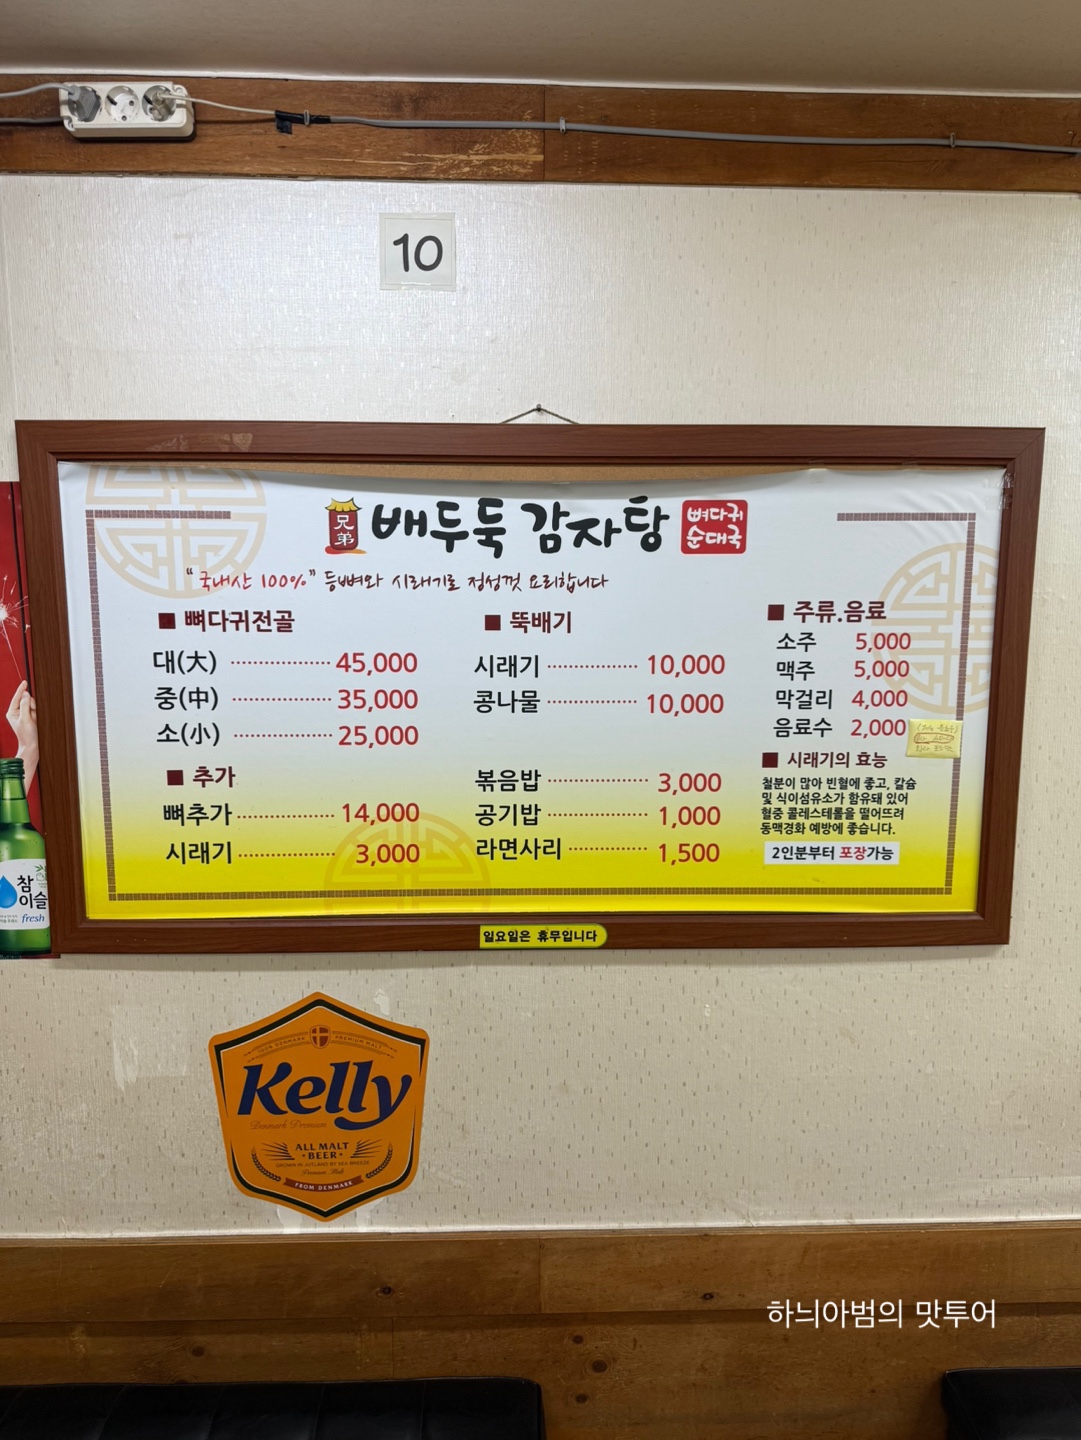 10
兄弟
배두둑 감자탕
뼈다귀
순대국
"국내산 100%" 등뼈와 시래기로 정성껏 요리합니다
■ 뼈다귀전골
대(大) 45,000
중(中) 35,000
소(小) 25,000
■ 추가
뼈추가 14,000
시래기 3,000
■ 뚝배기
시래기 10,000
콩나물 10,000
볶음밥 3,000
공기밥 1,000
라면사리 1,500
■ 주류.음료
소주 5,000
맥주 5,000
막걸리 4,000
음료수 2,000
■ 시래기의 효능
철분이 많아 빈혈에 좋고, 칼슘
및 식이섬유소가 함유돼 있어
혈중 콜레스테롤을 떨어뜨려
동맥경화 예방에 좋습니다.
2인분부터 포장가능
일요일은 휴무입니다
참
이슬
fresh
Kelly
Denmark Premium
ALL MALT
BEER
GROWN IN JUTLAND BY SEA BREEZE
Premium Malt
FROM DENMARK
하늬아범의 맛투어